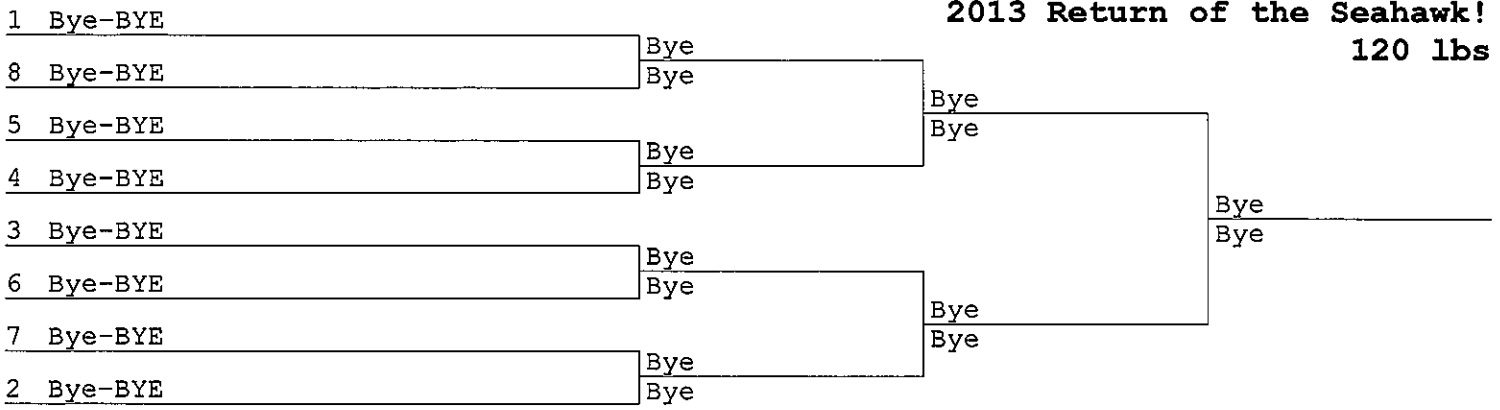 2013 Return of the Seahawk!
120 lbs
1 Bye-BYE
Bye
Bye
8 Bye-BYE
Bye
Bye
5 Bye-BYE
Bye
Bye
4 Bye-BYE
Bye
Bye
3 Bye-BYE
Bye
Bye
6 Bye-BYE
Bye
Bye
7 Bye-BYE
Bye
Bye
2 Bye-BYE